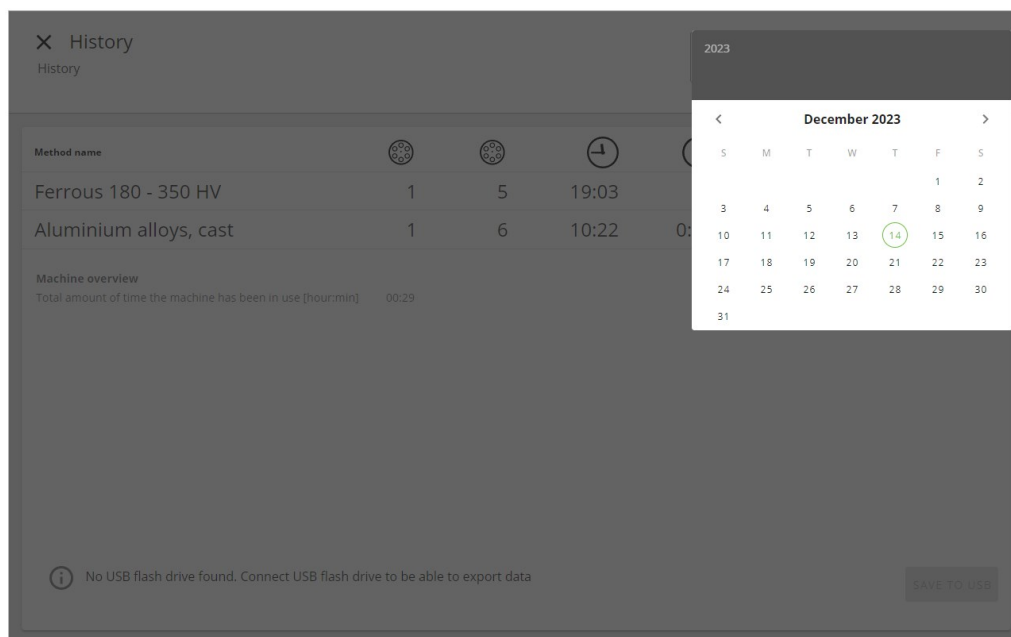 History
History
2023
December 2023
S M T W T F S
1 2
3 4 5 6 7 8 9
10 11 12 13 14 15 16
17 18 19 20 21 22 23
24 25 26 27 28 29 30
31
Method name
Ferrous 180 - 350 HV 1 5 19:03
Aluminium alloys, cast 1 6 10:22 0:
Machine overview
Total amount of time the machine has been in use [hour:min] 00:29
No USB flash drive found. Connect USB flash drive to be able to export data
SAVE TO USB